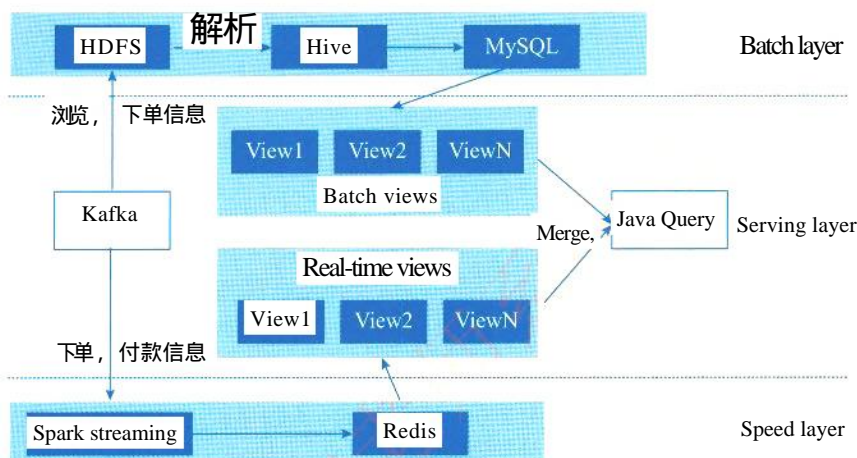 HDFS
解析
Hive
MySQL
Batch layer
浏览， 下单信息
View1
View2
ViewN
Batch views
Kafka
Java Query
Serving layer
Merge,
Real-time views
View1
View2
ViewN
下单， 付款信息
Spark streaming
Redis
Speed layer